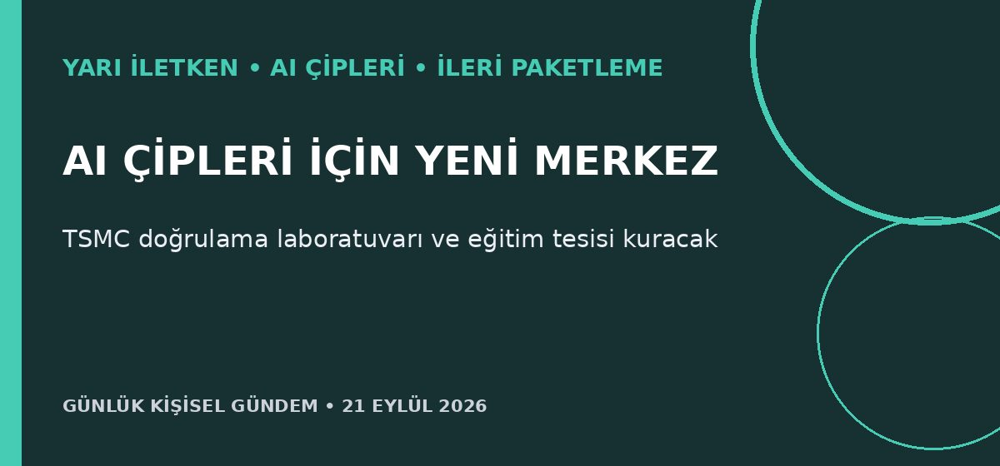 YARI İLETKEN • AI ÇİPLERİ • İLERİ PAKETLEME
AI ÇİPLERİ İÇİN YENİ MERKEZ
TSMC doğrulama laboratuvarı ve eğitim tesisi kuracak
GÜNLÜK KİŞİSEL GÜNDEM • 21 EYLÜL 2026